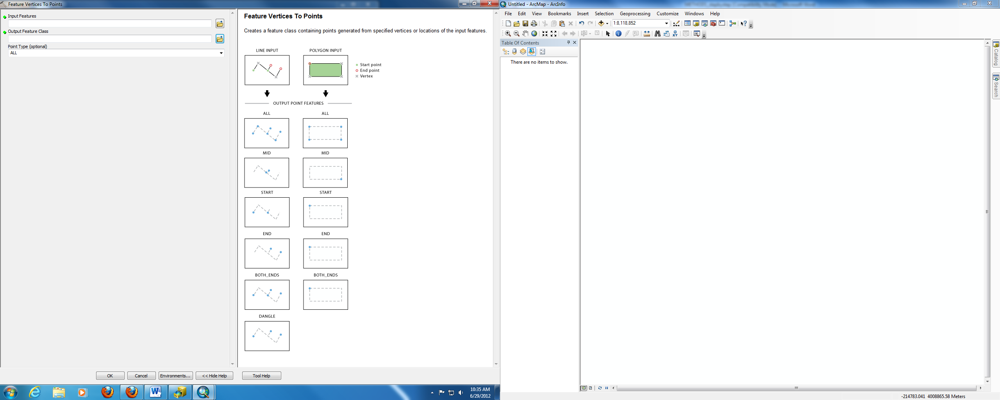 Feature Vertices To Points
Input Features
Output Feature Class
Point Type (optional)
ALL
Feature Vertices To Points
Creates a feature class containing points generated from specified vertices or locations of the input features.
LINE INPUT
POLYGON INPUT
Start point
End point
Vertex
OUTPUT POINT FEATURES
ALL
ALL
MID
MID
START
START
END
END
BOTH_ENDS
BOTH_ENDS
DANGLE
OK
Cancel
Environments...
<< Hide Help
Tool Help
10:35 AM
6/29/2012
Untitled - ArcMap - ArcInfo
File Edit View Bookmarks Insert Selection Geoprocessing Customize Windows Help
1:8,118,852
Table Of Contents
There are no items to show.
Catalog
Search
-214783.041 4008865.58 Meters